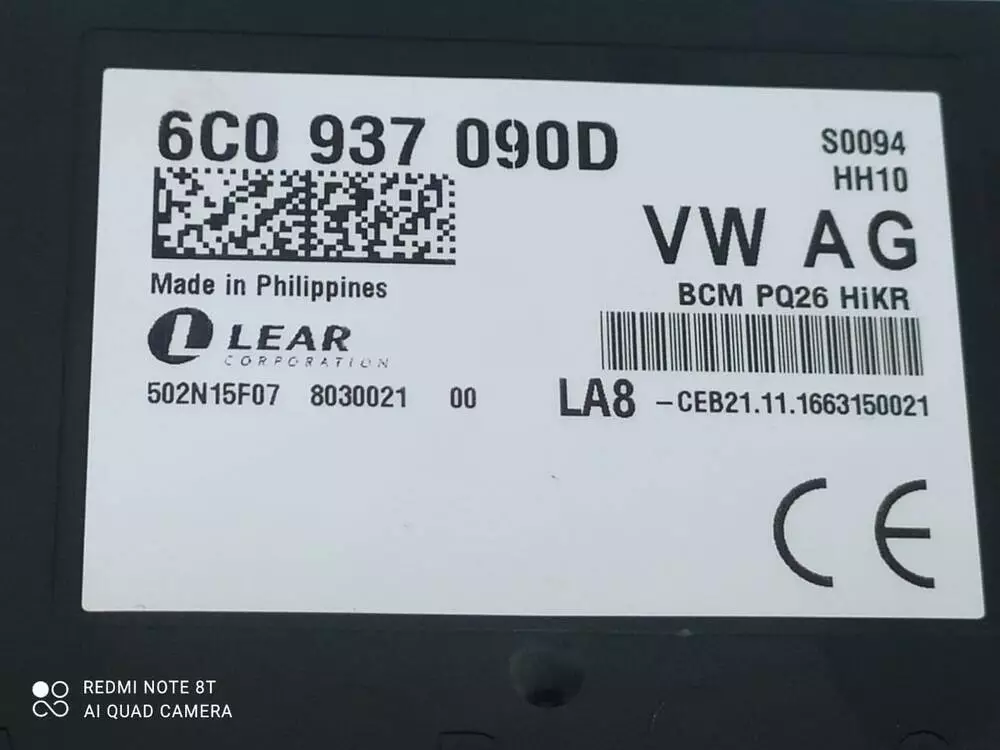 6C0 937 090D
S0094
HH10
VW AG
BCM PQ26 HiKR
Made in Philippines
LEAR
CORPORATION
502N15F07 8030021 00
LA8 -CEB21.11.1663150021
CE
REDMI NOTE 8T
AI QUAD CAMERA